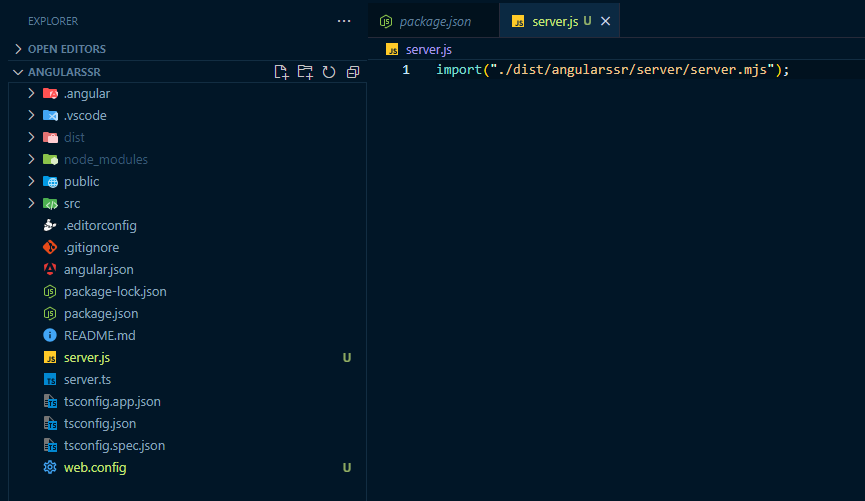 EXPLORER ...
OPEN EDITORS
ANGULARSSR
.angular
.vscode
dist
node_modules
public
src
.editorconfig
.gitignore
angular.json
package-lock.json
package.json
README.md
server.js U
server.ts
tsconfig.app.json
tsconfig.json
tsconfig.spec.json
web.config U
package.json
server.js U
server.js
1 import("./dist/angularssr/server/server.mjs");